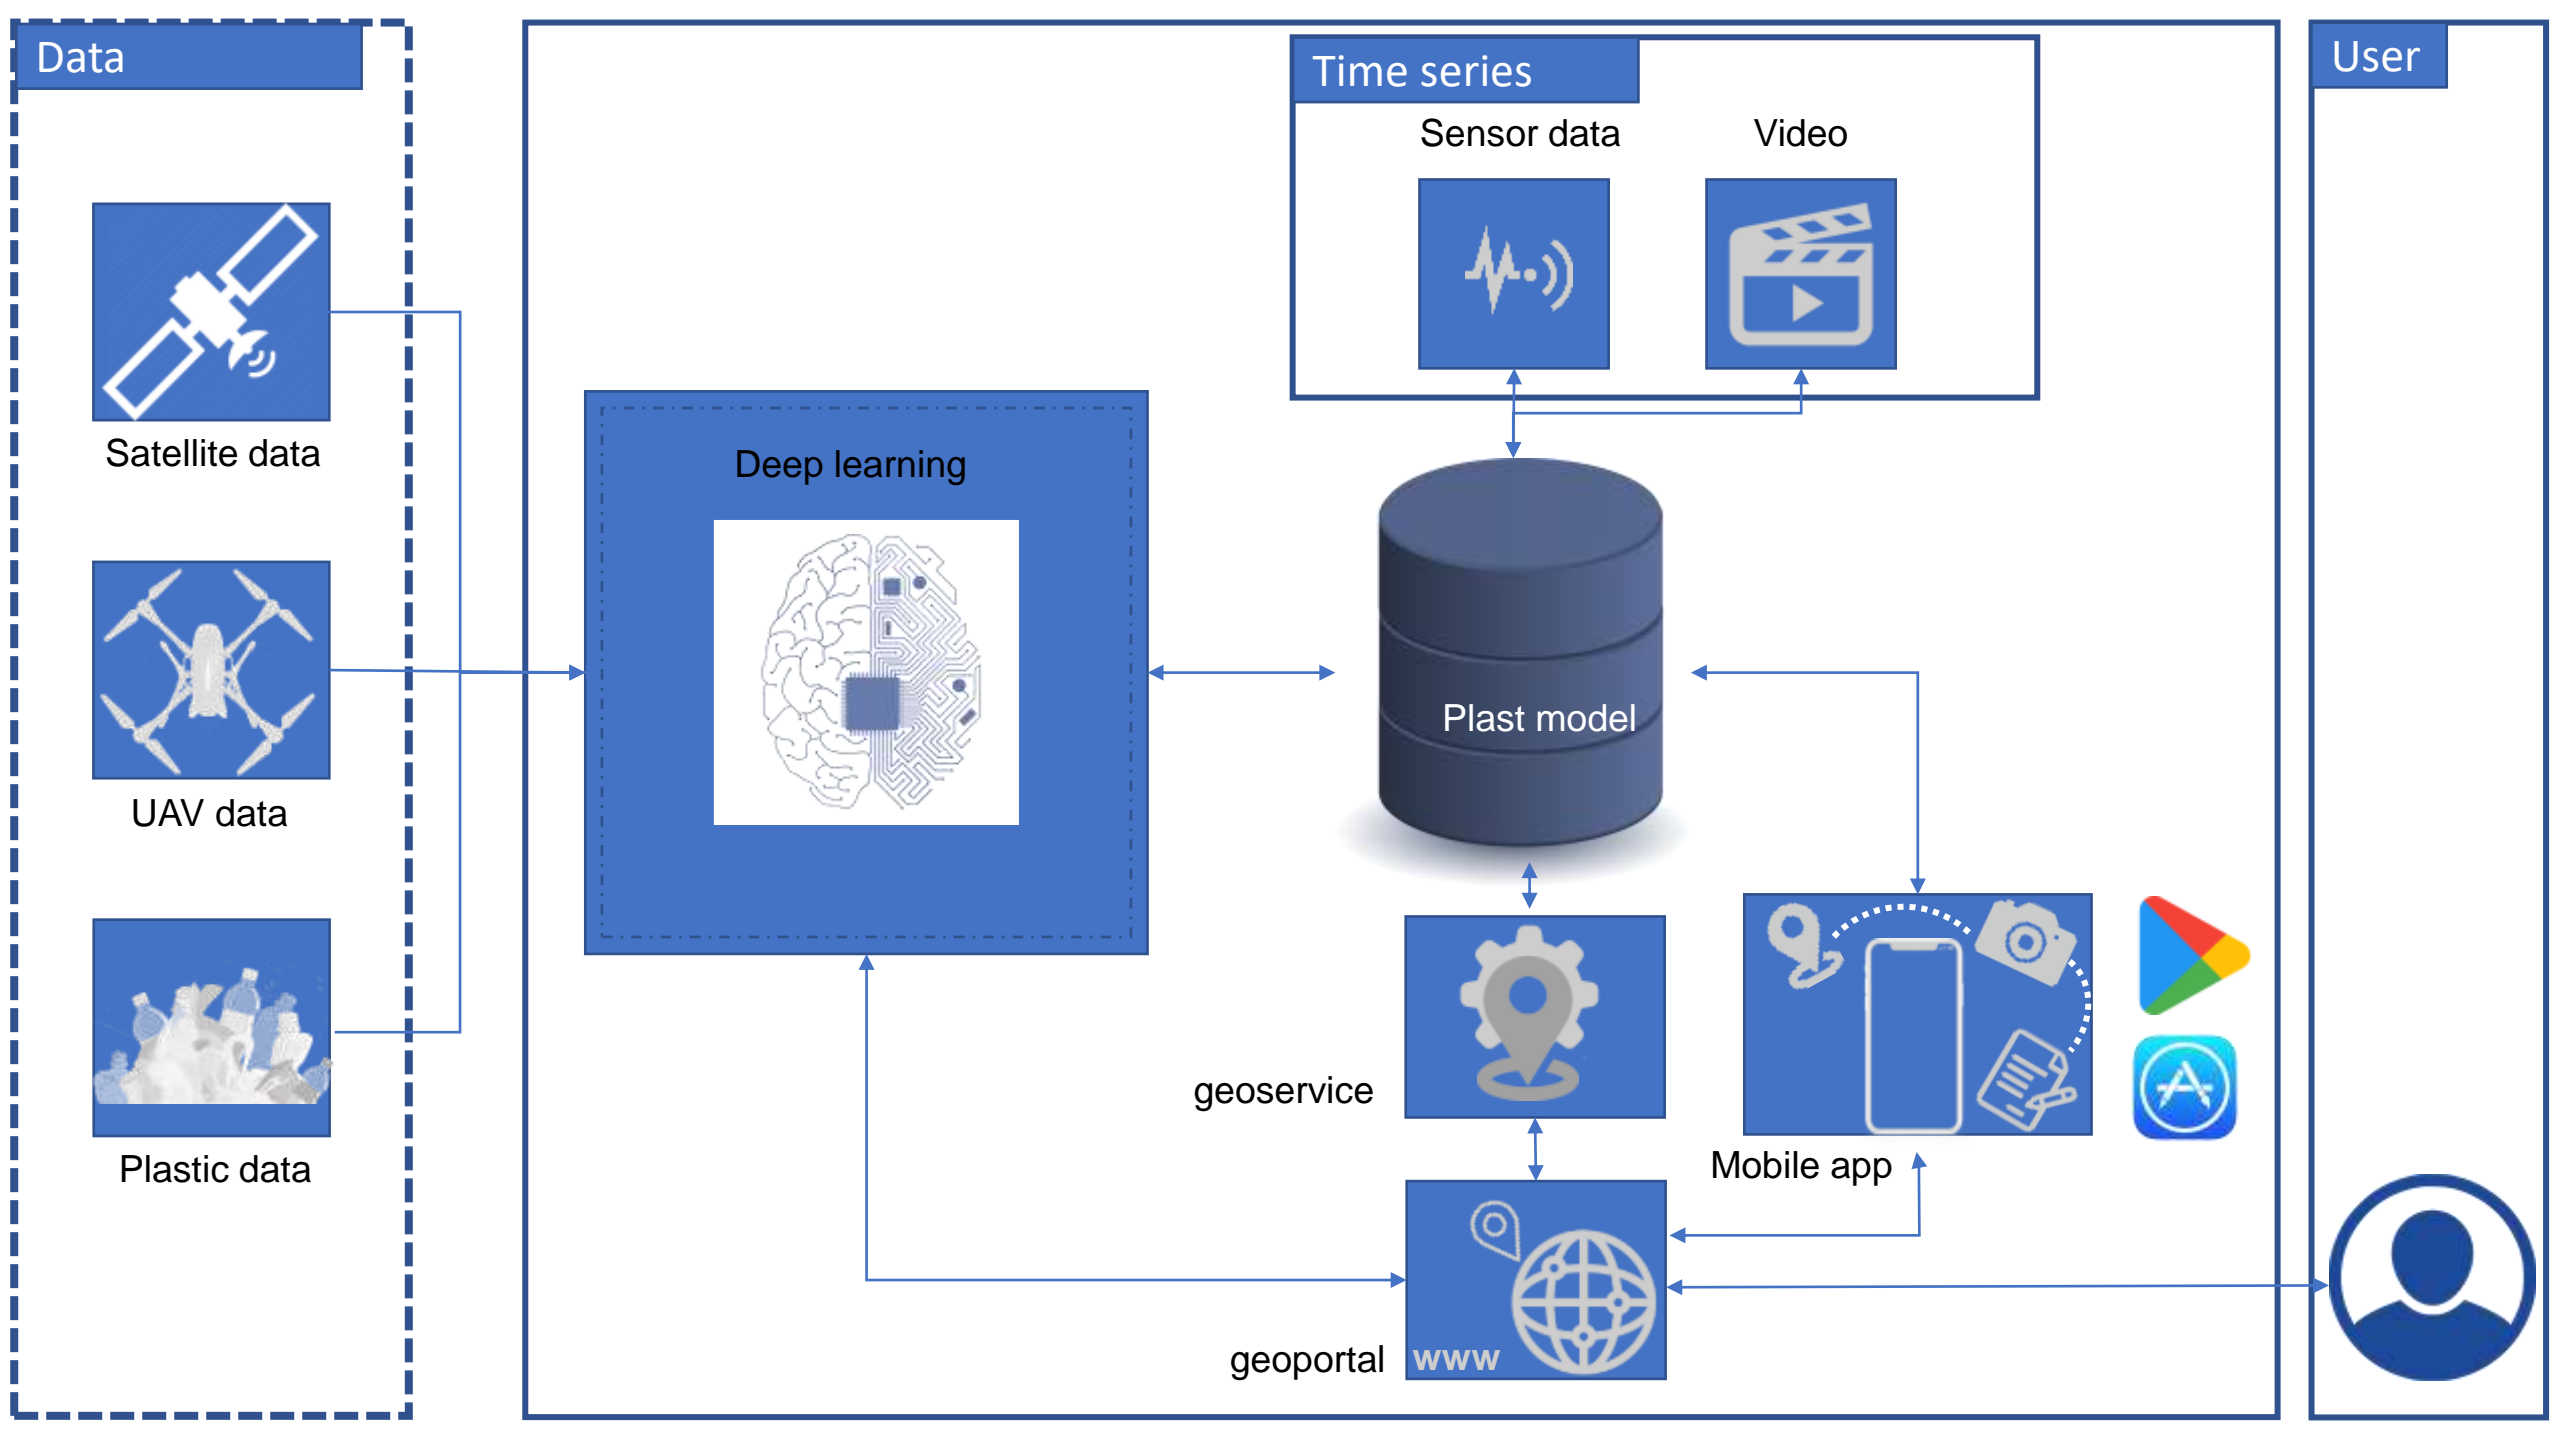 Data
Satellite data
UAV data
Plastic data
Deep learning
Time series
Sensor data
Video
Plast model
geoservice
Mobile app
geoportal
www
User